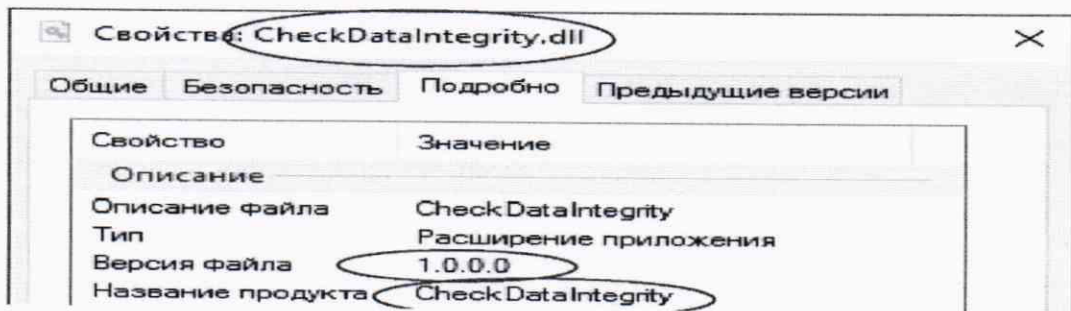 Свойства: CheckDataIntegrity.dll
Общие Безопасность Подробно Предыдущие версии
Свойство Значение
Описание
Описание файла CheckDataIntegrity
Тип Расширение приложения
Версия файла 1.0.0.0
Название продукта CheckDataIntegrity